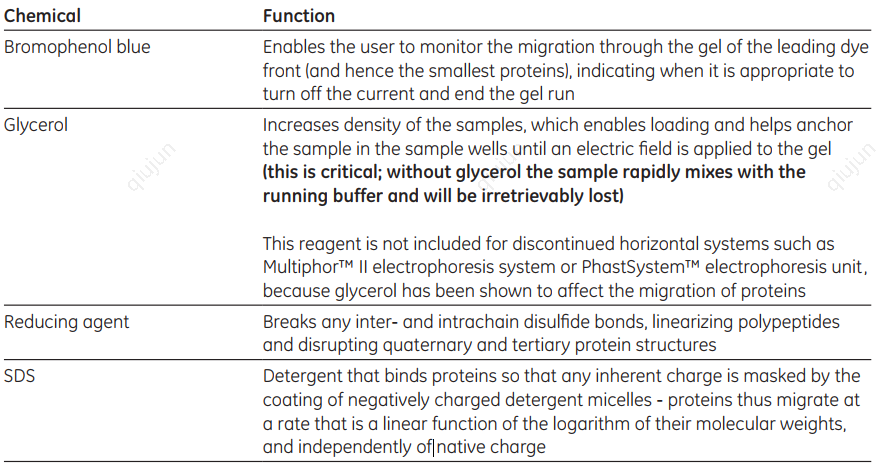 Chemical Function
Bromophenol blue Enables the user to monitor the migration through the gel of the leading dye
front (and hence the smallest proteins), indicating when it is appropriate to
turn off the current and end the gel run
Glycerol Increases density of the samples, which enables loading and helps anchor
the sample in the sample wells until an electric field is applied to the gel
(this is critical; without glycerol the sample rapidly mixes with the
running buffer and will be irretrievably lost)
This reagent is not included for discontinued horizontal systems such as
Multiphor™ II electrophoresis system or PhastSystem™ electrophoresis unit,
because glycerol has been shown to affect the migration of proteins
Reducing agent Breaks any inter- and intrachain disulfide bonds, linearizing polypeptides
and disrupting quaternary and tertiary protein structures
SDS Detergent that binds proteins so that any inherent charge is masked by the
coating of negatively charged detergent micelles - proteins thus migrate at
a rate that is a linear function of the logarithm of their molecular weights,
and independently of native charge
qiujun
qiujun
qiujun